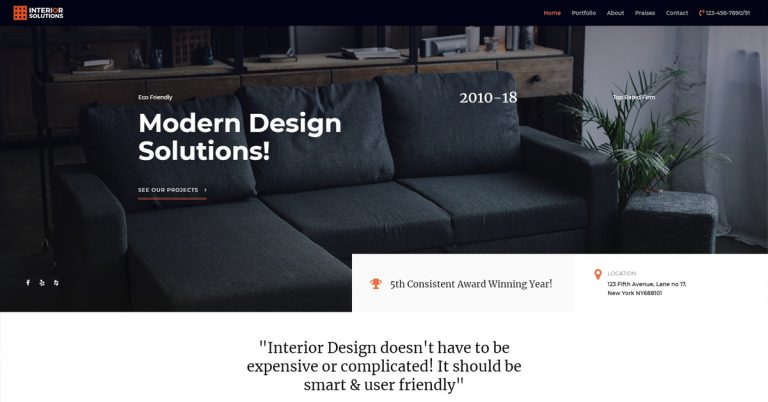 INTERIOR
SOLUTIONS
Home Portfolio About Praises Contact 123-456-7890/91
Eco Friendly
2010-18
Top Rated Firm
Modern Design
Solutions!
SEE OUR PROJECTS
5th Consistent Award Winning Year!
LOCATION
123 Fifth Avenue, Lane no 17,
New York NY688101
"Interior Design doesn't have to be
expensive or complicated! It should be
smart & user friendly"